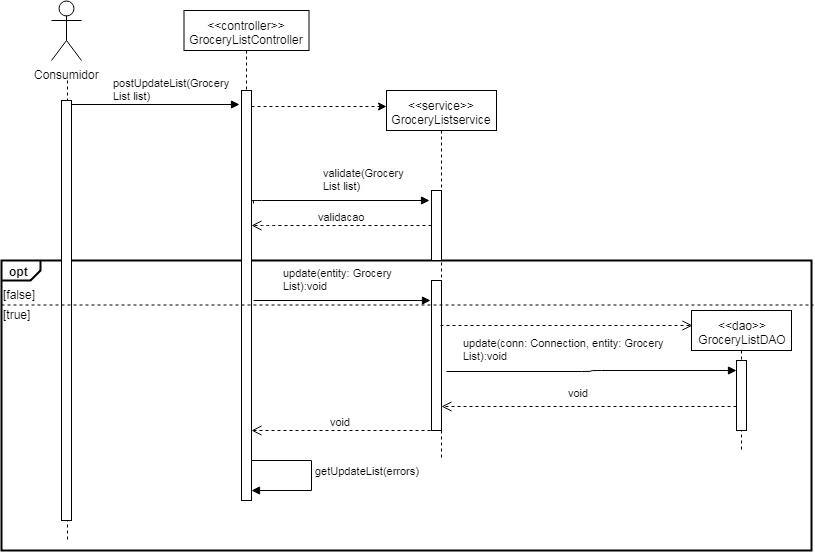 <<controller>>
GroceryListController
Consumidor
postUpdateList(Grocery
List list)
<<service>>
GroceryListservice
validate(Grocery
List list)
validacao
opt
update(entity: Grocery
List):void
[false]
[true]
<<dao>>
GroceryListDAO
update(conn: Connection, entity: Grocery
List):void
void
void
getUpdateList(errors)